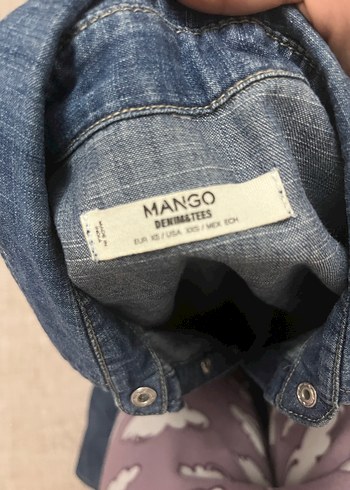 MANGO
DENIM&TEES
EUR XS / USA XXS / MEX ECH